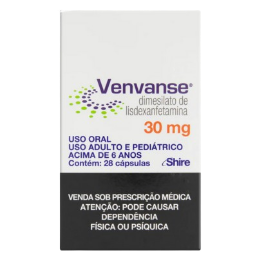 Venvanse®
dimesilato de
lisdexanfetamina
30 mg
USO ORAL
USO ADULTO E PEDIÁTRICO
ACIMA DE 6 ANOS
Contém: 28 cápsulas
Shire
VENDA SOB PRESCRIÇÃO MÉDICA
ATENÇÃO: PODE CAUSAR
DEPENDÊNCIA
FÍSICA OU PSÍQUICA